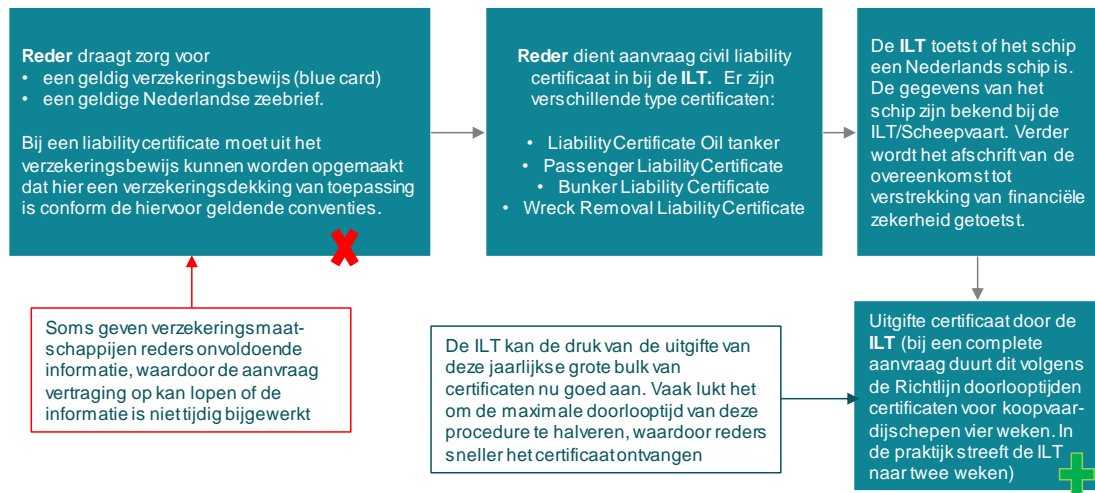 Reder draagt zorg voor
• een geldig verzekeringsbewijs (blue card)
• een geldige Nederlandse zeebrief.
Bij een liability certificate moet uit het
verzekeringsbewijs kunnen worden opgemaakt
dat hier een verzekeringsdekking van toepassing
is conform de hiervoor geldende conventies.
Reder dient aanvraag civil liability
certificaat in bij de ILT. Er zijn
verschillende type certificaten:
• Liability Certificate Oil tanker
• Passenger Liability Certificate
• Bunker Liability Certificate
• Wreck Removal Liability Certificate
De ILT toetst of het schip
een Nederlands schip is.
De gegevens van het
schip zijn bekend bij de
ILT/Scheepvaart. Verder
wordt het afschrift van de
overeenkomst tot
verstrekking van financiële
zekerheid getoetst.
Soms geven verzekeringsmaat-
schappijen reders onvoldoende
informatie, waardoor de aanvraag
vertraging op kan lopen of de
informatie is niet tijdig bijgewerkt
De ILT kan de druk van de uitgifte van
deze jaarlijkse grote bulk van
certificaten nu goed aan. Vaak lukt het
om de maximale doorlooptijd van deze
procedure te halveren, waardoor reders
sneller het certificaat ontvangen
Uitgifte certificaat door de
ILT (bij een complete
aanvraag duurt dit volgens
de Richtlijn doorlooptijden
certificaten voor koopvaar-
dijschepen vier weken. In
de praktijk streeft de ILT
naar twee weken)